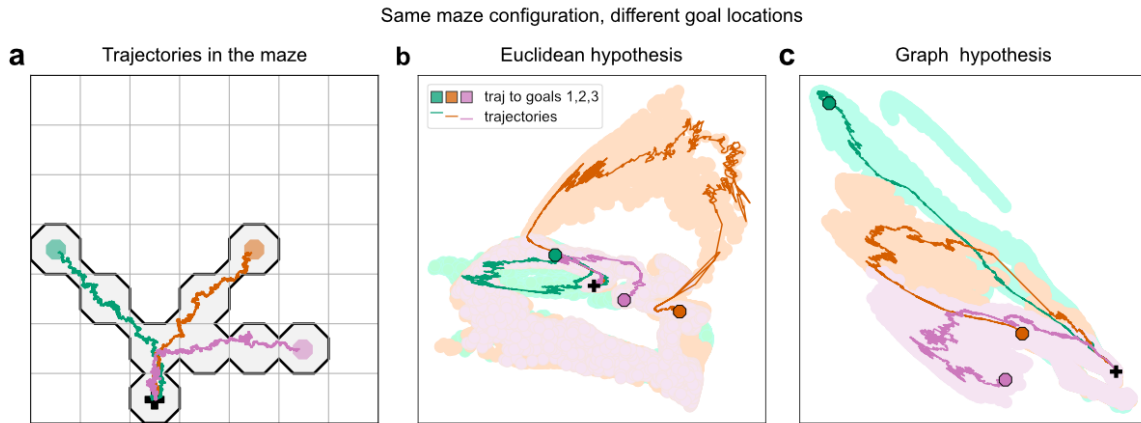 Same maze configuration, different goal locations
a
Trajectories in the maze
b
Euclidean hypothesis
c
Graph hypothesis
traj to goals 1,2,3
trajectories